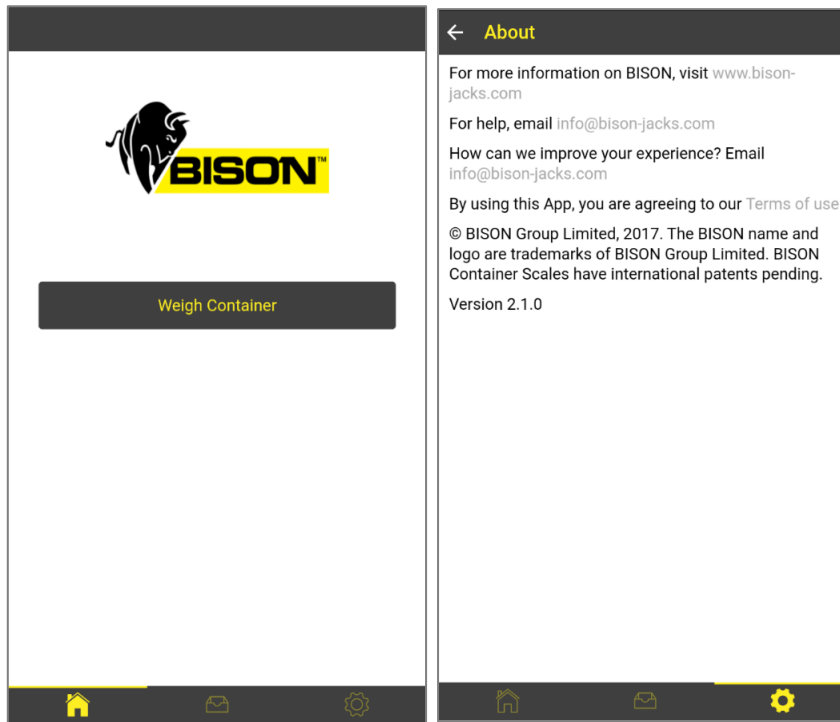 BISON™
Weigh Container
About
For more information on BISON, visit www.bison-
jacks.com
For help, email info@bison-jacks.com
How can we improve your experience? Email
info@bison-jacks.com
By using this App, you are agreeing to our Terms of use
© BISON Group Limited, 2017. The BISON name and
logo are trademarks of BISON Group Limited. BISON
Container Scales have international patents pending.
Version 2.1.0